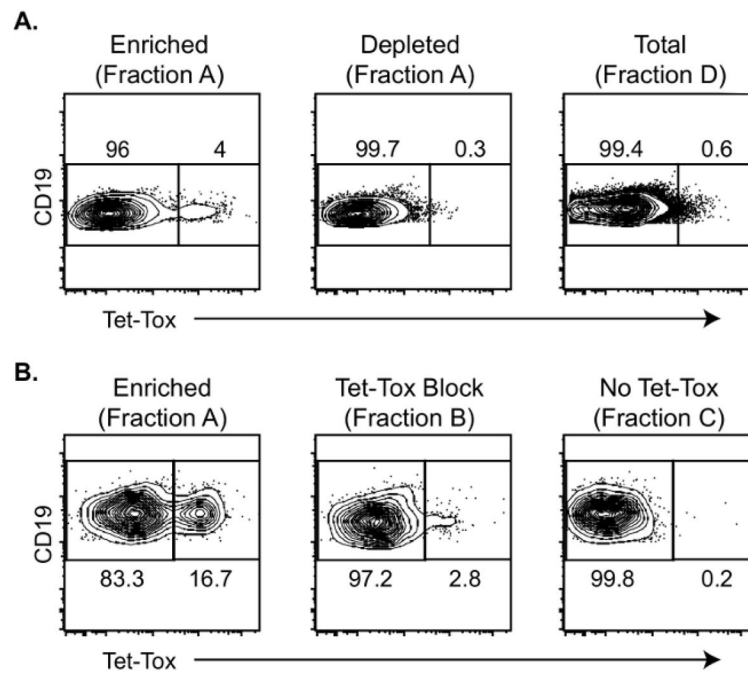 A.
Enriched
(Fraction A)
Depleted
(Fraction A)
Total
(Fraction D)
96 4
99.7 0.3
99.4 0.6
CD19
Tet-Tox
B.
Enriched
(Fraction A)
Tet-Tox Block
(Fraction B)
No Tet-Tox
(Fraction C)
CD19
83.3 16.7
97.2 2.8
99.8 0.2
Tet-Tox